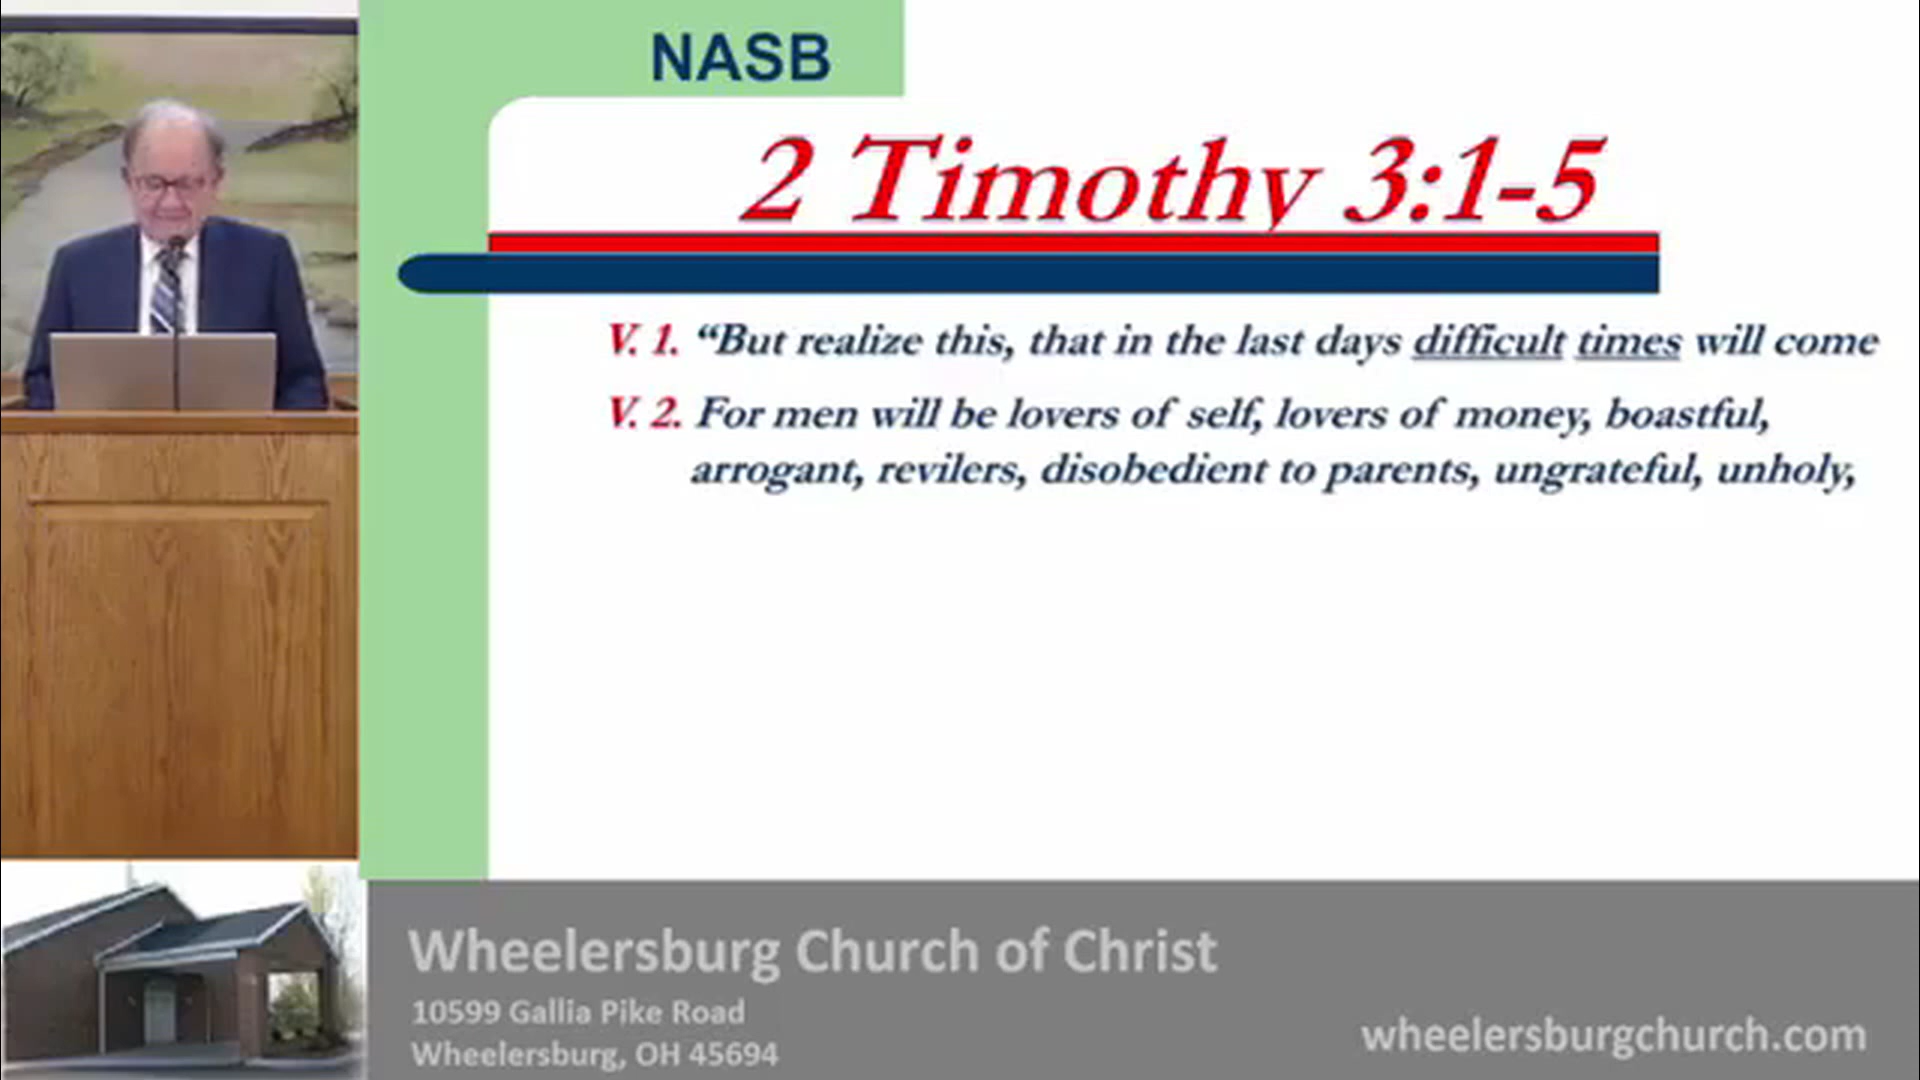 NASB
2 Timothy 3:1-5
V. 1. “But realize this, that in the last days difficult times will come
V. 2. For men will be lovers of self, lovers of money, boastful,
arrogant, revilers, disobedient to parents, ungrateful, unholy,
Wheelersburg Church of Christ
10599 Gallia Pike Road
Wheelersburg, OH 45694
wheelersburgchurch.com